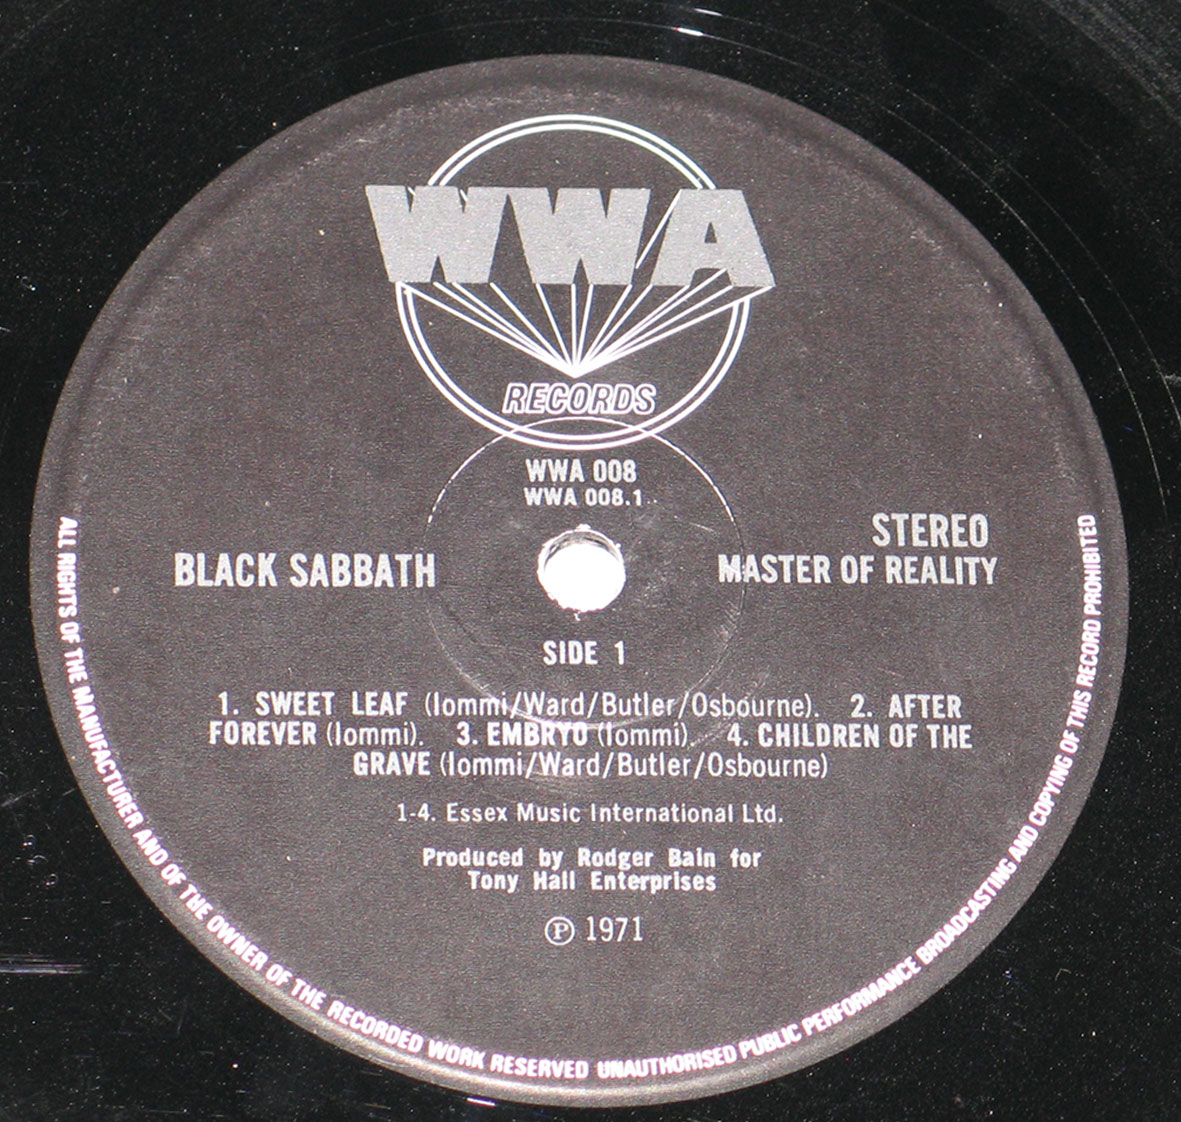 WWA
RECORDS
WWA 008
WWA 008.1
STEREO
BLACK SABBATH
MASTER OF REALITY
SIDE 1
1. SWEET LEAF (Iommi/Ward/Butler/Osbourne). 2. AFTER
FOREVER (Iommi). 3. EMBRYO (Iommi). 4. CHILDREN OF THE
GRAVE (Iommi/Ward/Butler/Osbourne)
1-4. Essex Music International Ltd.
Produced by Rodger Bain for
Tony Hall Enterprises
Ⓟ 1971
ALL RIGHTS OF THE MANUFACTURER AND OF THE OWNER OF THE RECORDED WORK RESERVED UNAUTHORISED PUBLIC PERFORMANCE BROADCASTING AND COPYING OF THIS RECORD PROHIBITED